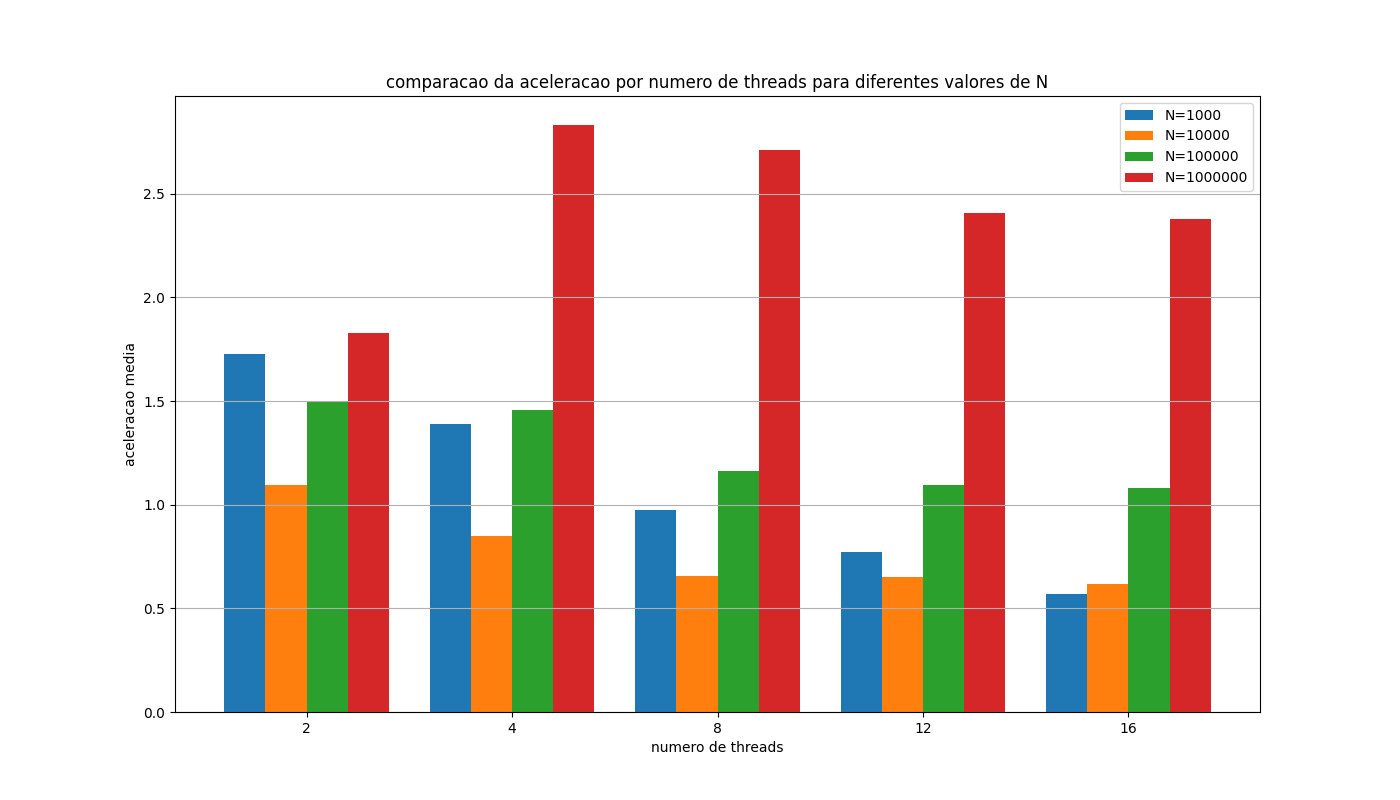 comparacao da aceleracao por numero de threads para diferentes valores de N
N=1000
N=10000
N=100000
N=1000000
aceleracao media
2.5
2.0
1.5
1.0
0.5
0.0
2 4 8 12 16
numero de threads